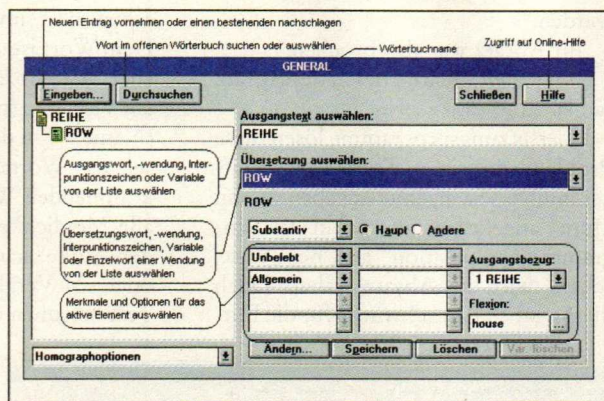 Neuen Eintrag vornehmen oder einen bestehenden nachschlagen
Wort im offenen Wörterbuch suchen oder auswählen
Wörterbuchname
Zugriff auf Online-Hilfe
GENERAL
Eingeben... Durchsuchen Schließen Hilfe
REIHE
ROW
Ausgangstext auswählen:
REIHE
Ausgangswort, -wendung, Inter-
punktionszeichen oder Variable
von der Liste auswählen
Übersetzung auswählen:
ROW
ROW
Substantiv Haupt Andere
Übersetzungswort, -wendung,
Interpunktionszeichen, Variable
oder Einzelwort einer Wendung
von der Liste auswählen
Unbelebt
Allgemein
Ausgangsbezug:
1 REIHE
Flexion:
house ...
Merkmale und Optionen für das
aktive Element auswählen
Homographoptionen
Ändern... Speichern Löschen Var. löschen